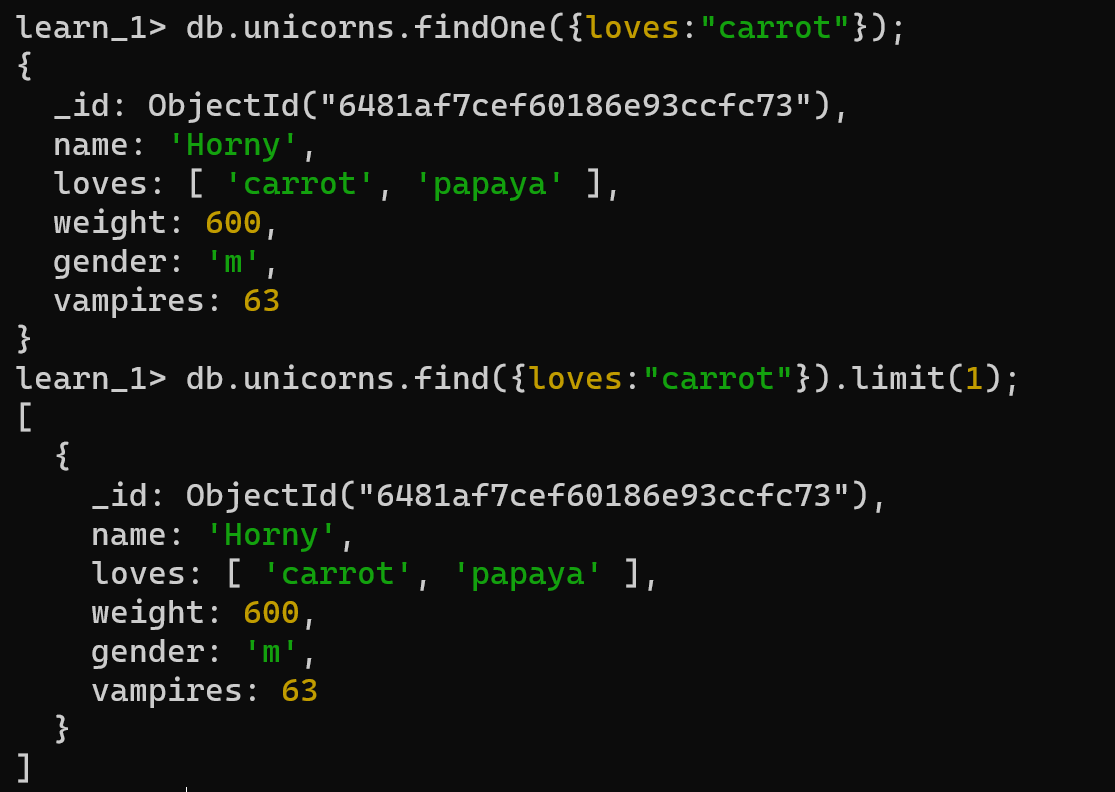 learn_1> db.unicorns.findOne({loves:"carrot"});
{
  _id: ObjectId("6481af7cef60186e93ccfc73"),
  name: 'Horny',
  loves: [ 'carrot', 'papaya' ],
  weight: 600,
  gender: 'm',
  vampires: 63
}
learn_1> db.unicorns.find({loves:"carrot"}).limit(1);
[
  {
    _id: ObjectId("6481af7cef60186e93ccfc73"),
    name: 'Horny',
    loves: [ 'carrot', 'papaya' ],
    weight: 600,
    gender: 'm',
    vampires: 63
  }
]